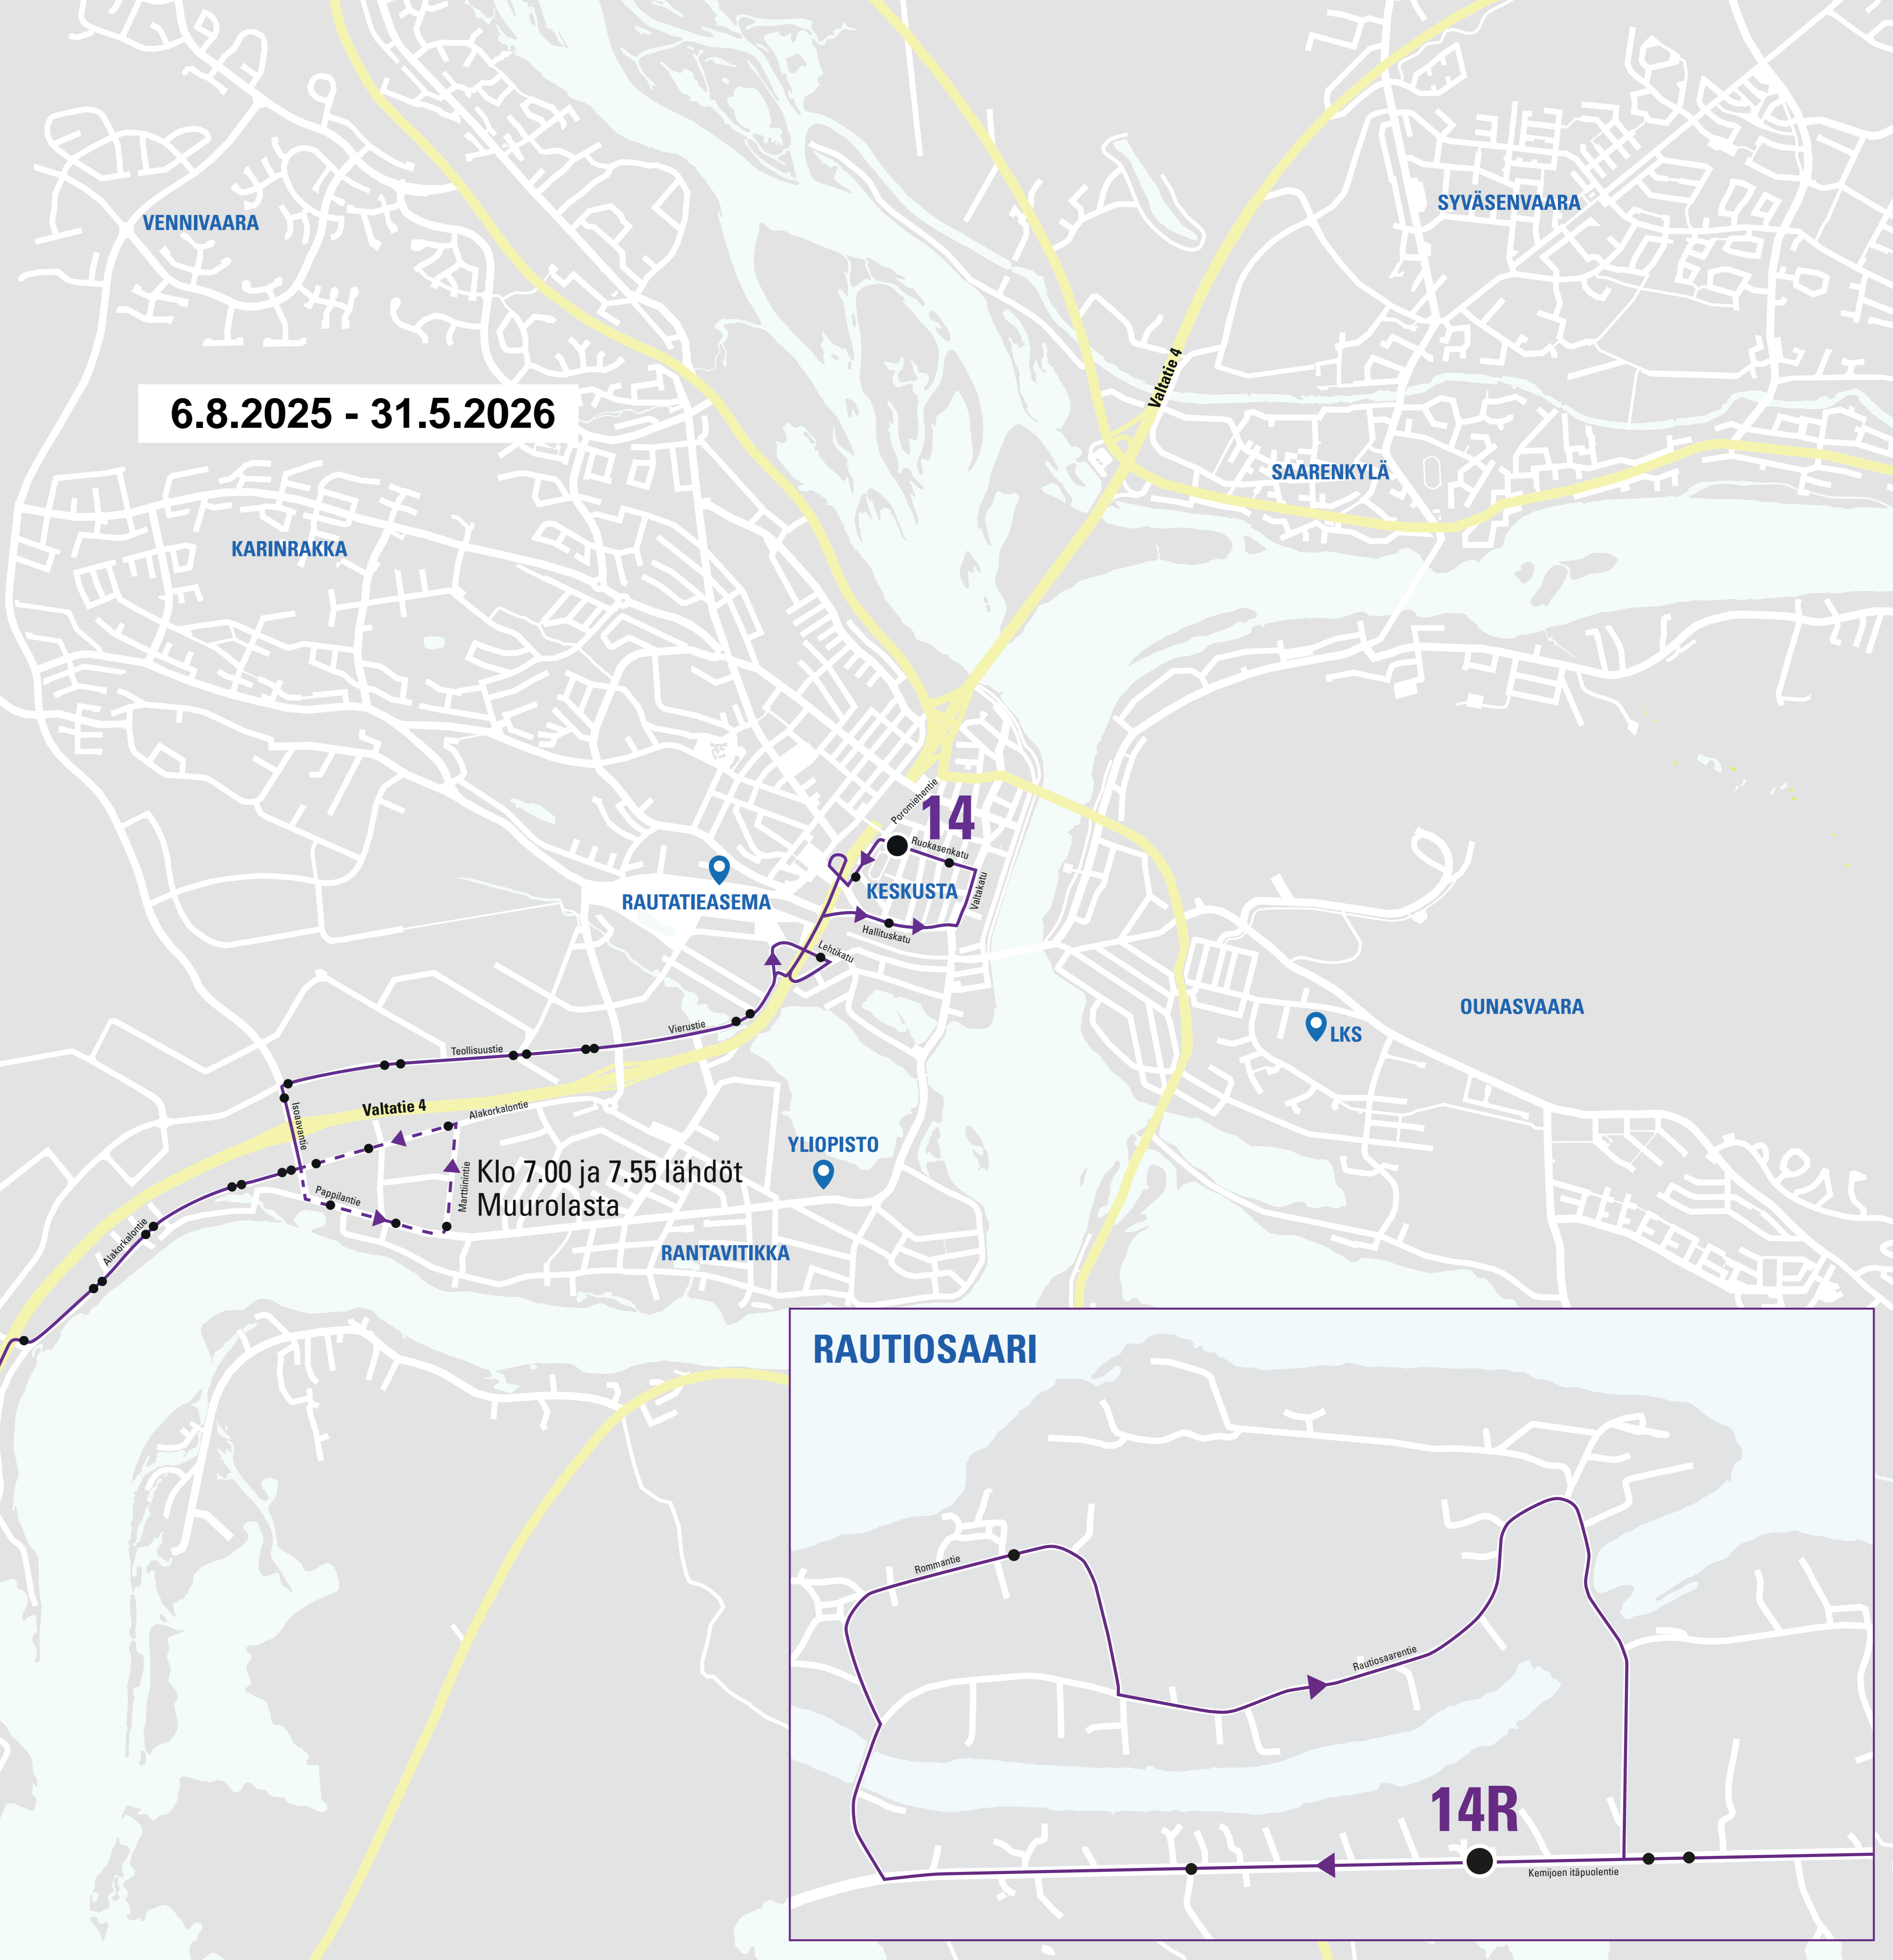 SYVÄSENVAARA
VENNIVAARA
Valtatie 4
6.8.2025 - 31.5.2026
SAARENKYLÄ
KARINRAKKA
Poromiehentie
14
Ruokasenkatu
KESKUSTA
Valtakatu
RAUTATIEASEMA
Hallituskatu
Lehtikatu
OUNASVAARA
Vierustie
LKS
Teollisuustie
Valtatie 4
Alakorkalontie
Isoaavantie
YLIOPISTO
Klo 7.00 ja 7.55 lähdöt
Muurolasta
Marttiinintie
Pappilantie
Alakorkalontie
RANTAVITIKKA
RAUTIOSAARI
Rommantie
Rautiosaarentie
14R
Kemijoen itäpuolentie